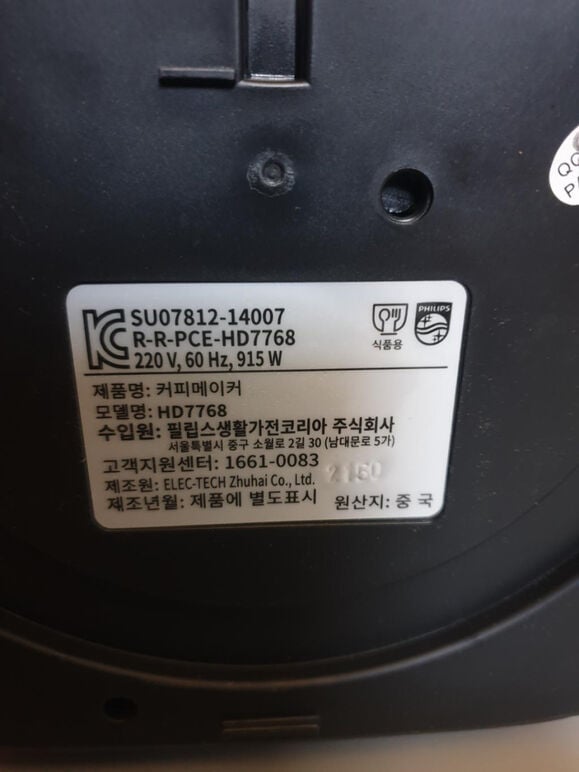 SU07812-14007
R-R-PCE-HD7768
220 V, 60 Hz, 915 W
식품용
PHILIPS
제품명: 커피메이커
모델명: HD7768
수입원: 필립스생활가전코리아 주식회사
서울특별시 중구 소월로 2길 30 (남대문로 5가)
고객지원센터: 1661-0083
제조원: ELEC-TECH Zhuhai Co., Ltd. 2150
제조년월: 제품에 별도표시 원산지: 중 국